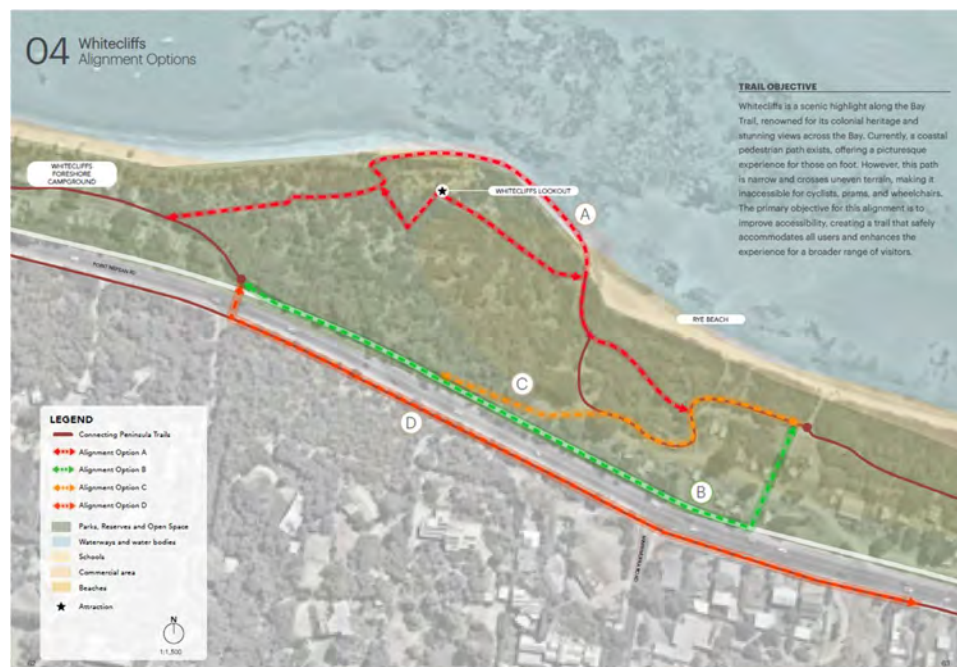 04 Whitecliffs
Alignment Options
TRAIL OBJECTIVE
Whitecliffs is a scenic highlight along the Bay
Trail, renowned for its colonial heritage and
stunning views across the Bay. Currently, a coastal
pedestrian path exists, offering a picturesque
experience for those on foot. However, this path
is narrow and crosses uneven terrain, making it
inaccessible for cyclists, prams, and wheelchairs.
The primary objective for this alignment is to
improve accessibility, creating a trail that safely
accommodates all users and enhances the
experience for a broader range of visitors.
WHITECLIFFS
FORESHORE
CAMPGROUND
WHITECLIFFS LOOKOUT
A
POINT NEPEAN RD
RYE BEACH
C
D
B
LEGEND
Connecting Peninsula Trails
Alignment Option A
Alignment Option B
Alignment Option C
Alignment Option D
Parks, Reserves and Open Space
Waterways and water bodies
Schools
Commercial area
Beaches
Attraction
N
1:1,500
62
63